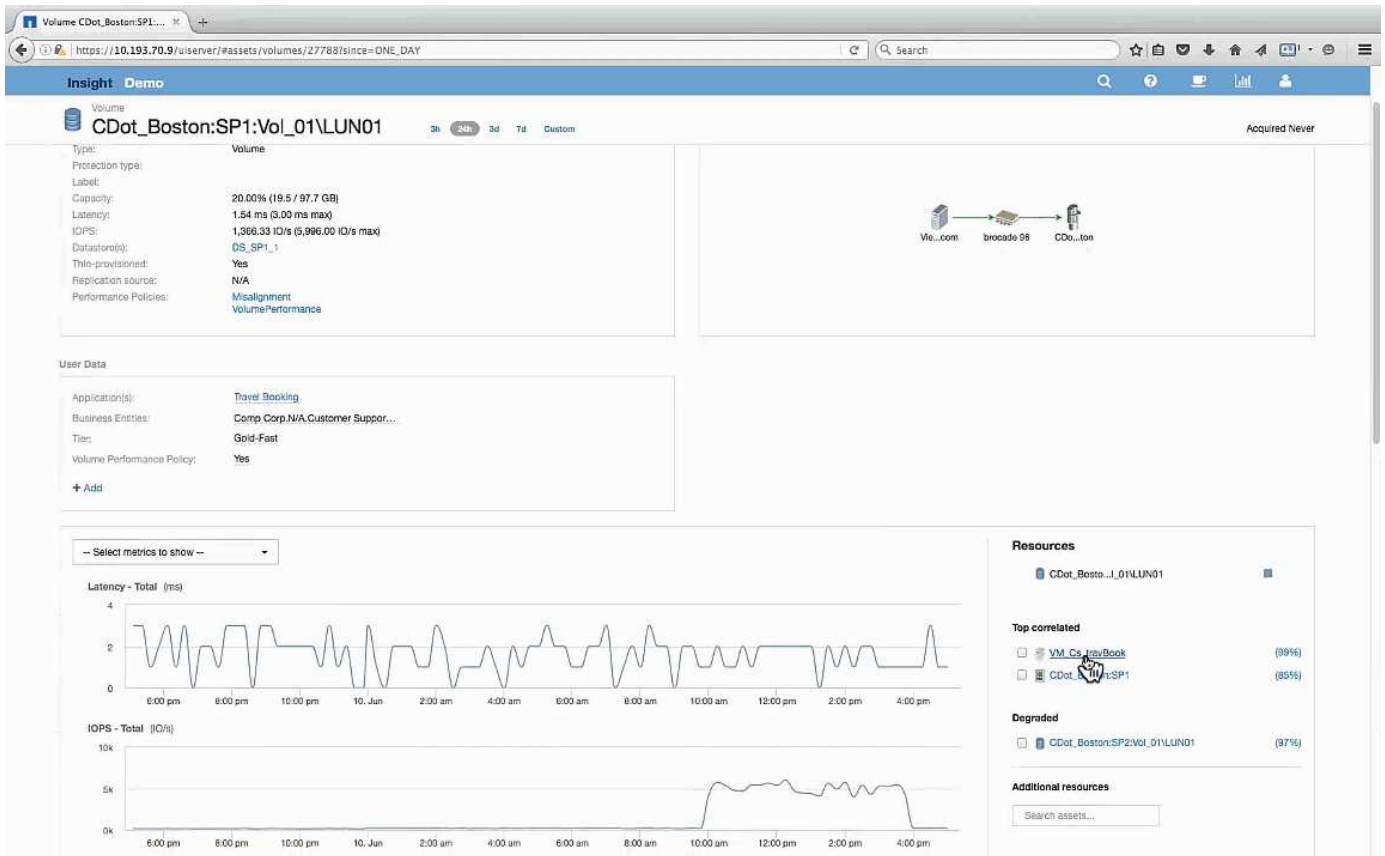 Volume CDot_Boston:SP1:... × +
https://10.193.70.9/uiserver/#assets/volumes/27788?since=ONE_DAY
Search
Insight Demo
Volume
CDot_Boston:SP1:Vol_01\LUN01
3h 24h 3d 7d Custom
Acquired Never
Type: Volume
Protection type:
Label:
Capacity: 20.00% (19.5 / 97.7 GB)
Latency: 1.54 ms (3.00 ms max)
IOPS: 1,366.33 IO/s (5,996.00 IO/s max)
Datastore(s): DS_SP1_1
Thin-provisioned: Yes
Replication source: N/A
Performance Policies: Misalignment
VolumePerformance
Vie...com brocade 96 CDo...ton
User Data
Application(s): Travel Booking
Business Entities: Comp Corp.N/A.Customer Suppor...
Tier: Gold-Fast
Volume Performance Policy: Yes
+ Add
-- Select metrics to show --
Latency - Total (ms)
4
2
0
6:00 pm 8:00 pm 10:00 pm 10. Jun 2:00 am 4:00 am 6:00 am 8:00 am 10:00 am 12:00 pm 2:00 pm 4:00 pm
IOPS - Total (IO/s)
10k
5k
0k
6:00 pm 8:00 pm 10:00 pm 10. Jun 2:00 am 4:00 am 6:00 am 8:00 am 10:00 am 12:00 pm 2:00 pm 4:00 pm
Resources
CDot_Bosto...l_01\LUN01
Top correlated
VM_Cs_travBook (99%)
(85%)
Degraded
CDot_Boston:SP2:Vol_01\LUN01 (97%)
Additional resources
Search assets...